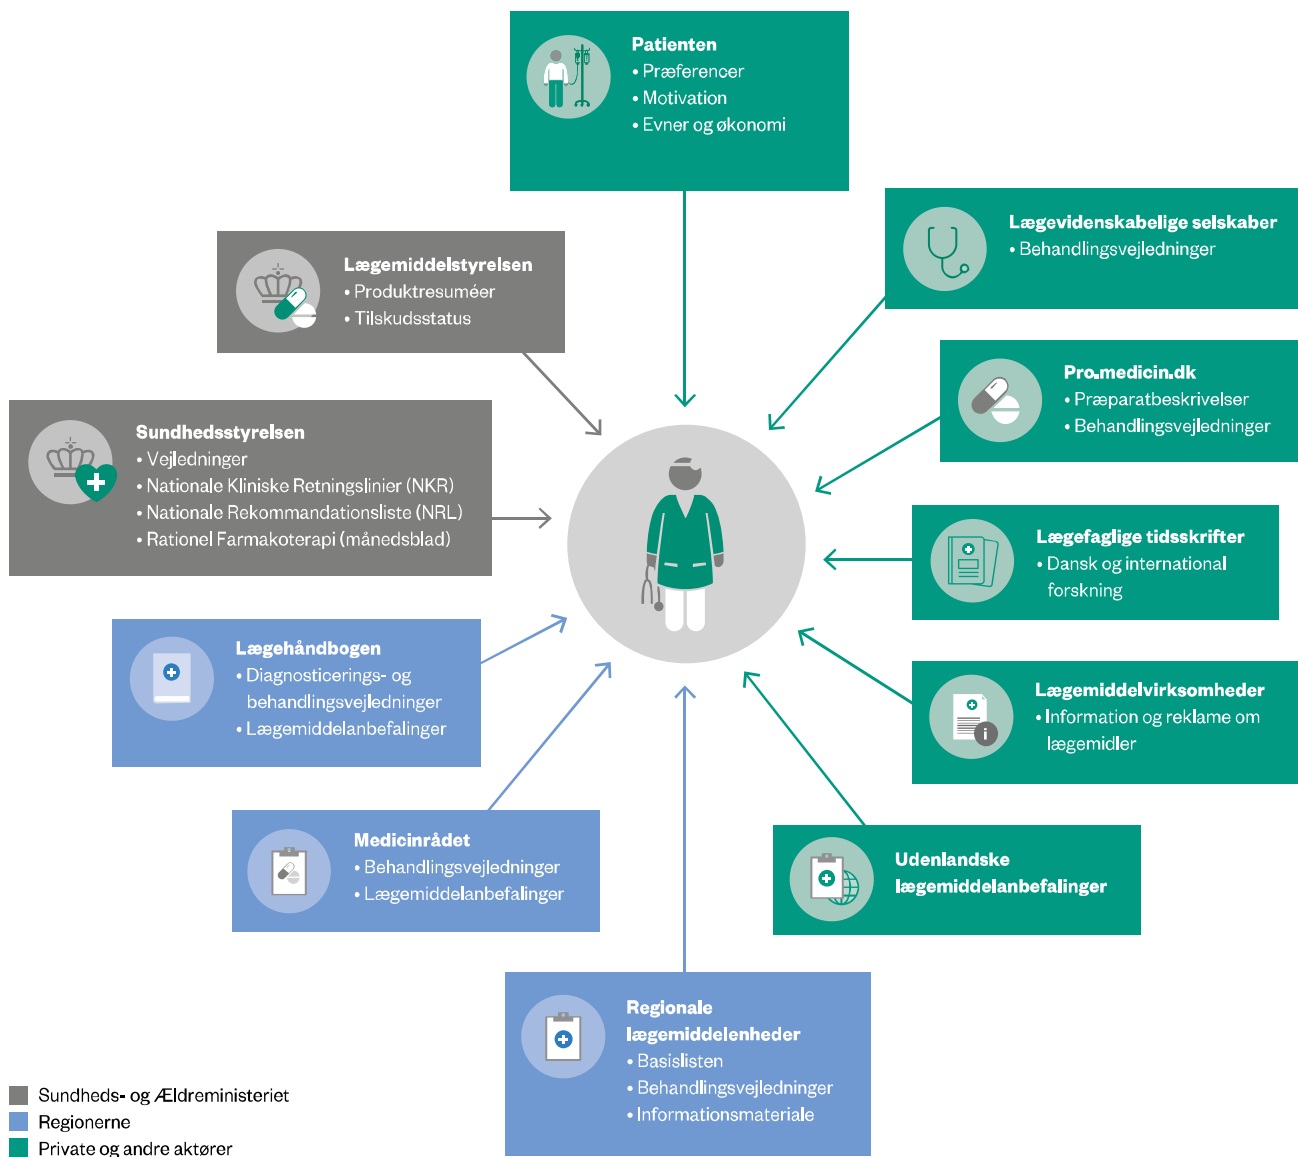 Patienten
• Præferencer
• Motivation
• Evner og økonomi
Lægevidenskabelige selskaber
• Behandlingsvejledninger
Lægemiddelstyrelsen
• Produktresuméer
• Tilskudsstatus
Pro.medicin.dk
• Præparatbeskrivelser
• Behandlingsvejledninger
Sundhedsstyrelsen
• Vejledninger
• Nationale Kliniske Retningslinier (NKR)
• Nationale Rekommandationsliste (NRL)
• Rationel Farmakoterapi (månedsblad)
Lægefaglige tidsskrifter
• Dansk og international
forskning
Lægehåndbogen
• Diagnosticerings- og
behandlingsvejledninger
• Lægemiddelanbefalinger
Lægemiddelvirksomheder
• Information og reklame om
lægemidler
Medicinrådet
• Behandlingsvejledninger
• Lægemiddelanbefalinger
Udenlandske
lægemiddelanbefalinger
Regionale
lægemiddelenheder
• Basislisten
• Behandlingsvejledninger
• Informationsmateriale
Sundheds- og Ældreministeriet
Regionerne
Private og andre aktører